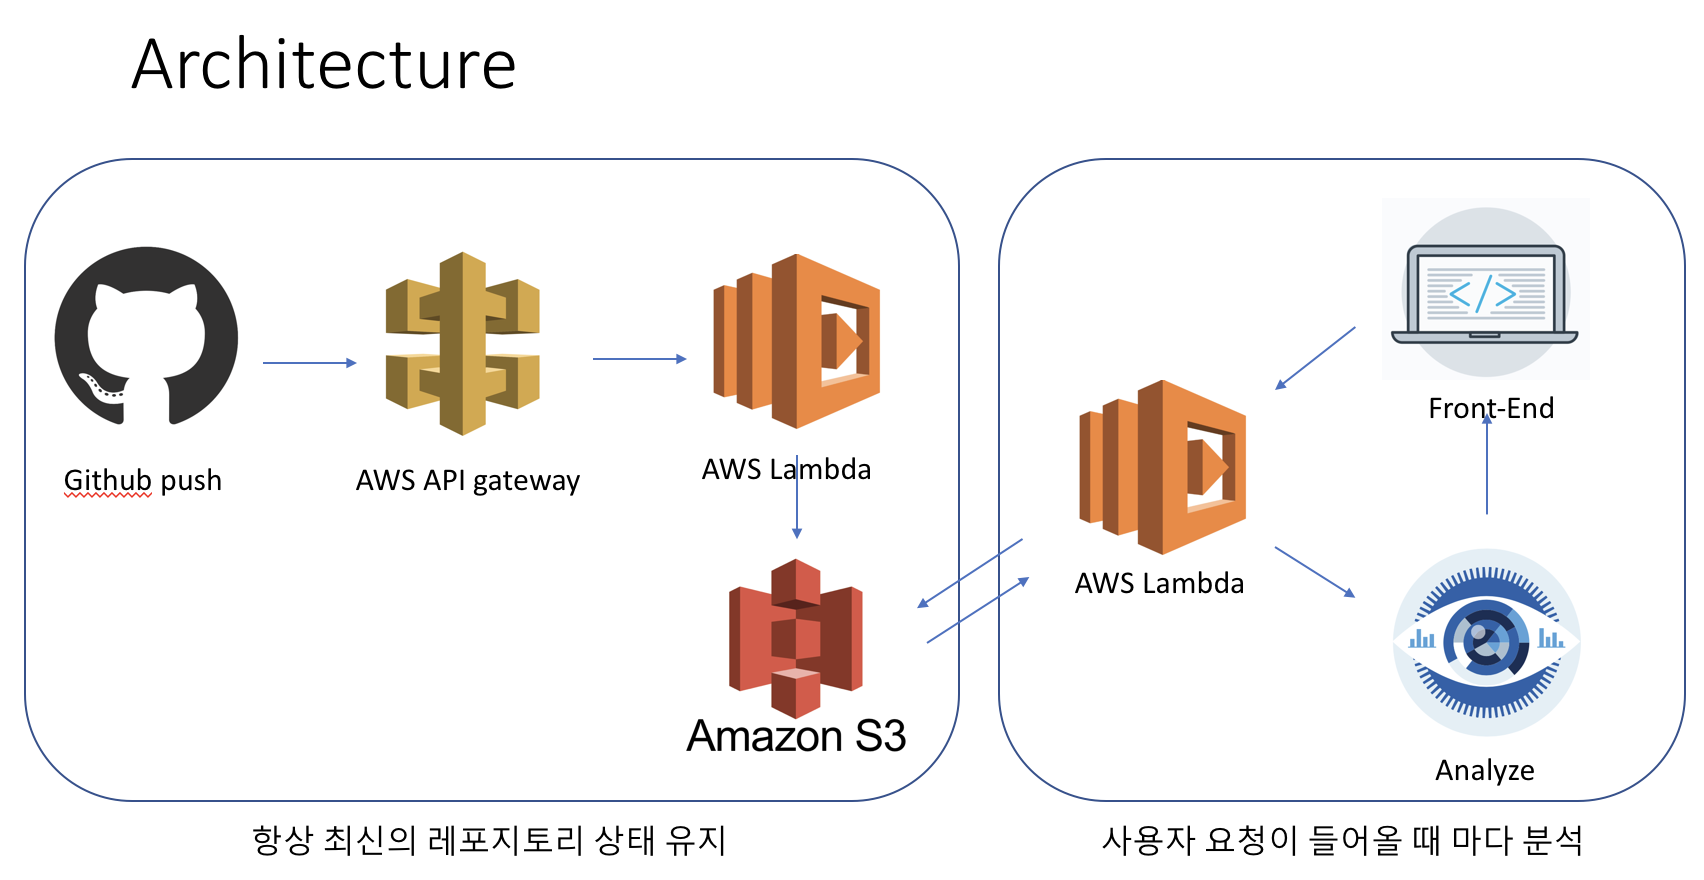 Architecture
Github push
AWS API gateway
AWS Lambda
Amazon S3
항상 최신의 레포지토리 상태 유지
Front-End
AWS Lambda
Analyze
사용자 요청이 들어올 때 마다 분석